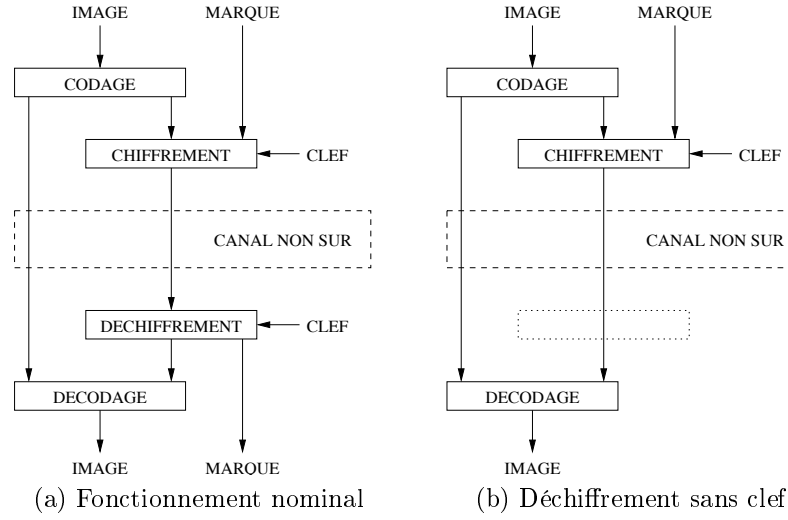 IMAGE MARQUE
CODAGE
CHIFFREMENT CLEF
CANAL NON SUR
DECHIFFREMENT CLEF
DECODAGE
IMAGE MARQUE
(a) Fonctionnement nominal
IMAGE MARQUE
CODAGE
CHIFFREMENT CLEF
CANAL NON SUR
DECODAGE
IMAGE
(b) Déchiffrement sans clef